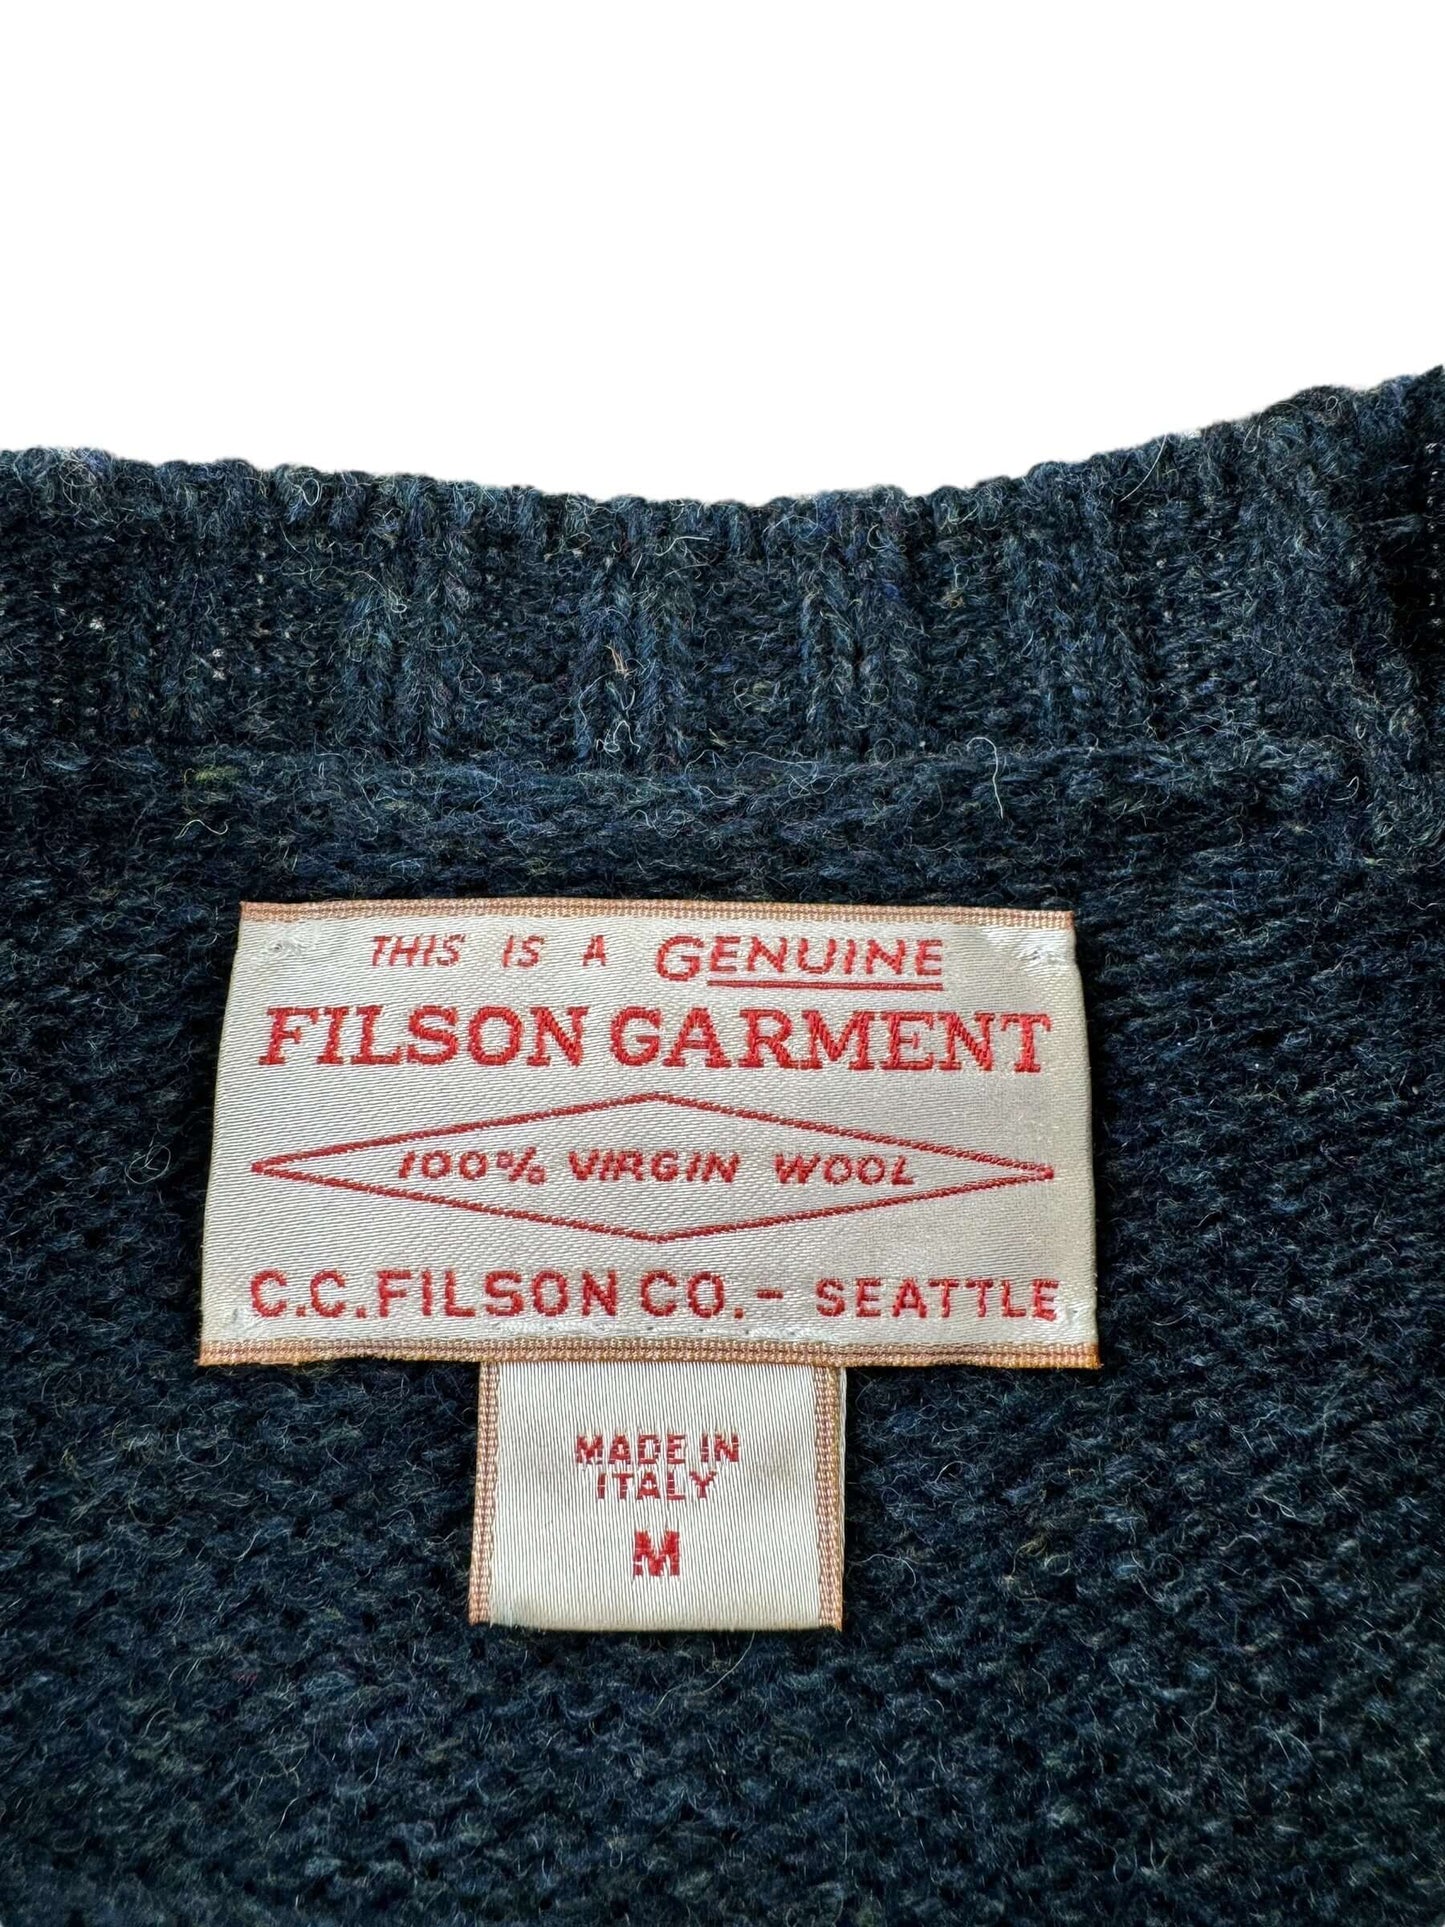 THIS IS A GENUINE
FILSON GARMENT
100% VIRGIN WOOL
C.C. FILSON CO. - SEATTLE
MADE IN
ITALY
M